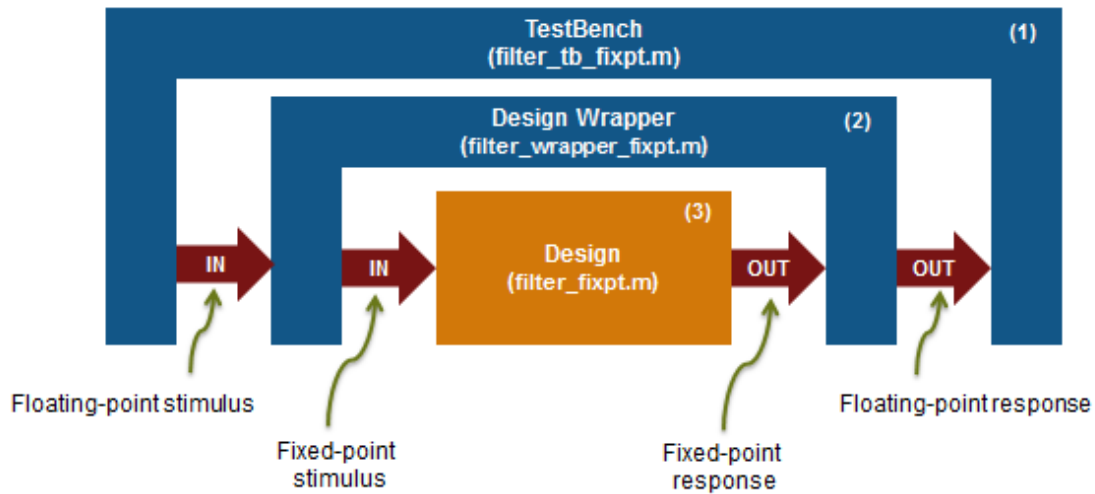 TestBench
(filter_tb_fixpt.m)
(1)
Design Wrapper
(filter_wrapper_fixpt.m)
(2)
(3)
Design
(filter_fixpt.m)
IN
IN
OUT
OUT
Floating-point stimulus
Fixed-point
stimulus
Fixed-point
response
Floating-point response